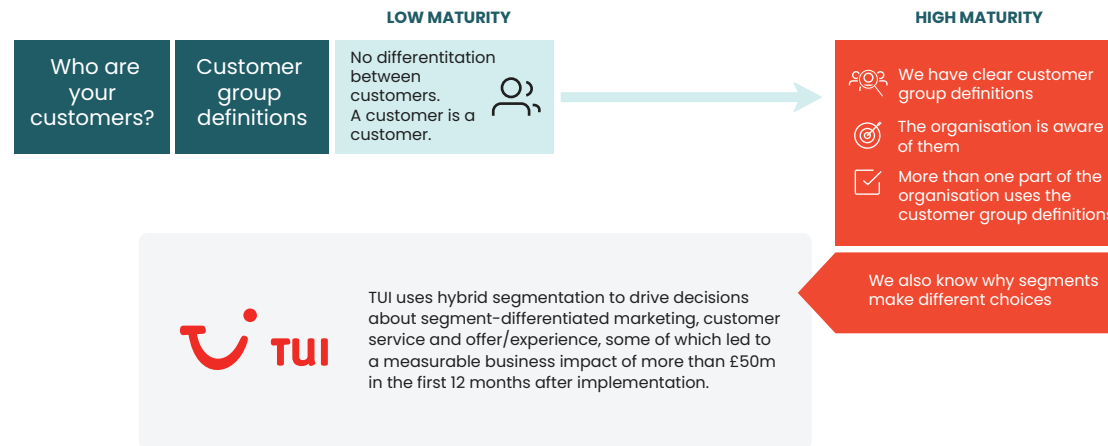 LOW MATURITY
HIGH MATURITY
Who are
your
customers?
Customer
group
definitions
No differentitation
between
customers.
A customer is a
customer.
We have clear customer
group definitions
The organisation is aware
of them
More than one part of the
organisation uses the
customer group definitions
We also know why segments
make different choices
TUI
TUI uses hybrid segmentation to drive decisions
about segment-differentiated marketing, customer
service and offer/experience, some of which led to
a measurable business impact of more than £50m
in the first 12 months after implementation.